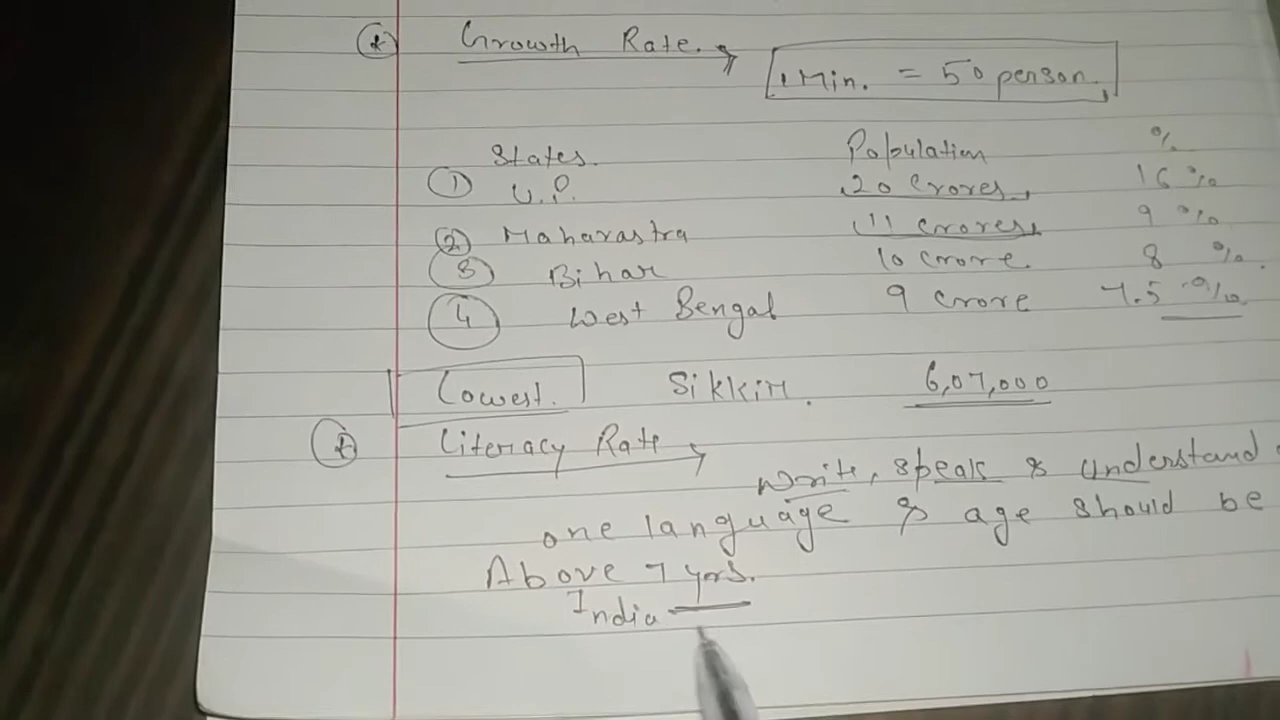 Growth Rate. →
1 Min. = 50 person.
States. Population %
① U.P. 20 Crores. 16 %
② Maharastra 11 crores. 9 %
③ Bihar 10 crore. 8 %.
④ West Bengal 9 crore 7.5 %
Lowest. Sikkim. 6,07,000
Literacy Rate →
Write, speak & understand
one language & age should be
Above 7 yrs.
India